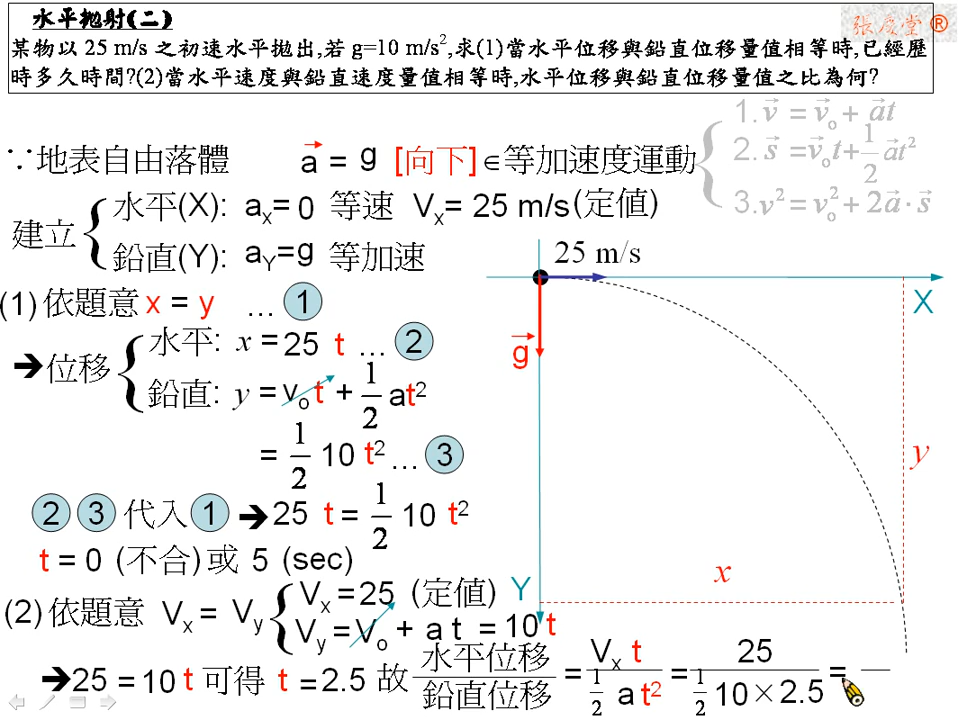 水平拋射(二)
張慶堂®
某物以 25 m/s 之初速水平拋出,若 g=10 m/s²,求(1)當水平位移與鉛直位移量值相等時,已經歷
時多久時間?(2)當水平速度與鉛直速度量值相等時,水平位移與鉛直位移量值之比為何?
1. v⃗ = v⃗₀ + a⃗t
2. s⃗ = v⃗₀t + 1/2 a⃗t²
3. v² = v₀² + 2a⃗·s⃗
∵地表自由落體 a⃗ = g [向下]∈等加速度運動
建立{
水平(X): aₓ= 0 等速 Vₓ= 25 m/s(定值)
鉛直(Y): a_Y=g 等加速
25 m/s
X
g⃗
(1)依題意 x = y … ①
➔位移{
水平: x = 25 t … ②
鉛直: y = v₀t + 1/2 at²
= 1/2 10 t² … ③
y
② ③ 代入 ① ➔ 25 t = 1/2 10 t²
t = 0 (不合)或 5 (sec)
x
Y
(2)依題意 Vₓ = V_y {
Vₓ = 25 (定值)
V_y = V₀ + a t = 10 t
➔25 = 10 t 可得 t = 2.5 故 水平位移/鉛直位移 = Vₓ t / 1/2 a t² = 25 / 1/2 10 × 2.5 = —